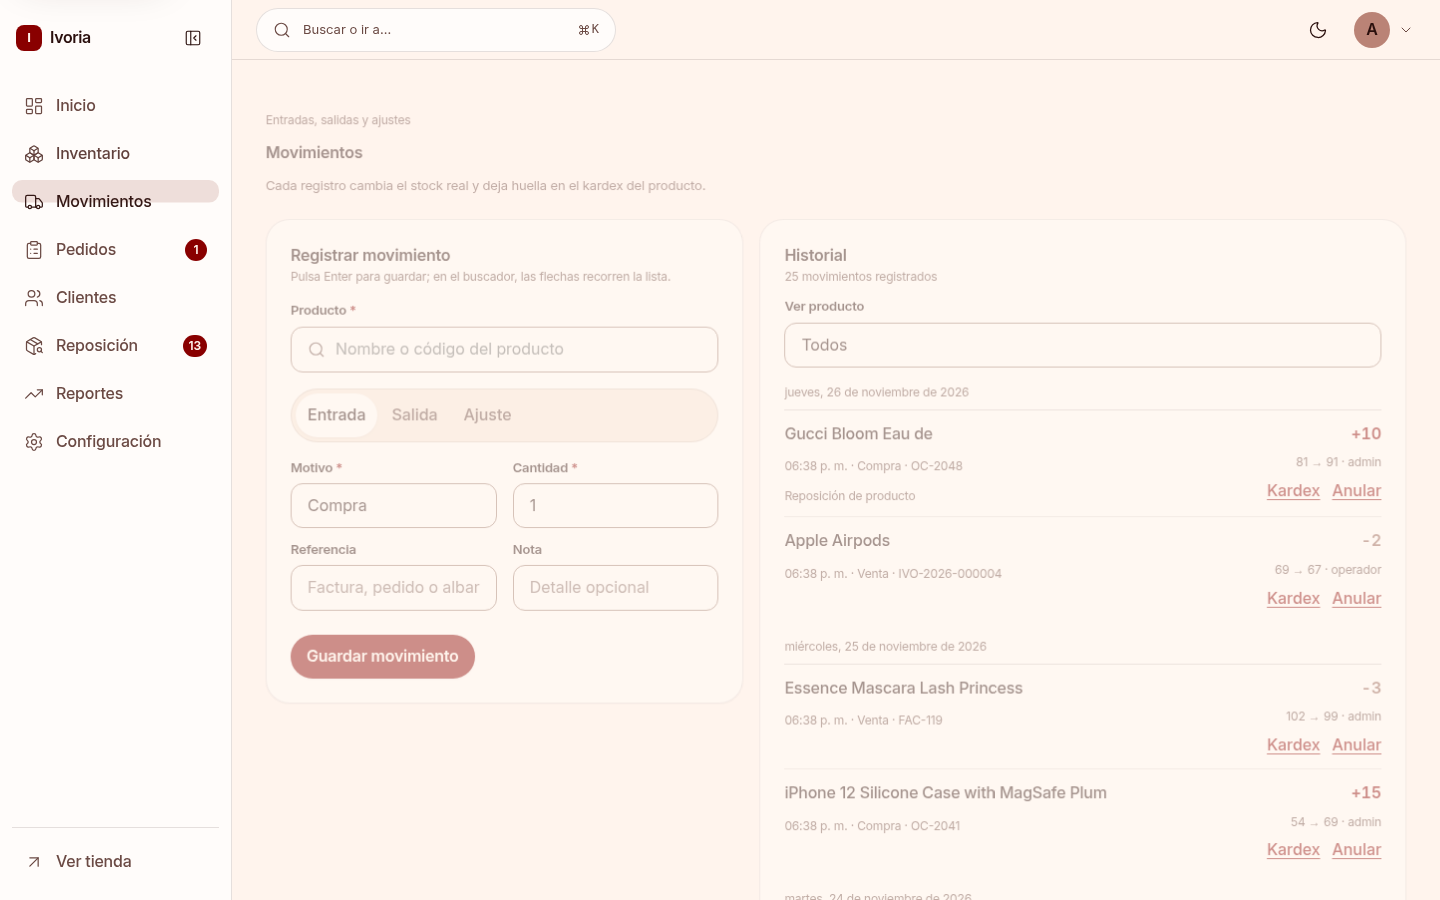 I Ivoria
Buscar o ir a...
⌘K
A
Inicio
Inventario
Movimientos
Pedidos 1
Clientes
Reposición 13
Reportes
Configuración
Ver tienda
Entradas, salidas y ajustes
Movimientos
Cada registro cambia el stock real y deja huella en el kardex del producto.
Registrar movimiento
Pulsa Enter para guardar; en el buscador, las flechas recorren la lista.
Producto *
Nombre o código del producto
Entrada Salida Ajuste
Motivo * Cantidad *
Compra 1
Referencia Nota
Factura, pedido o albar Detalle opcional
Guardar movimiento
Historial
25 movimientos registrados
Ver producto
Todos
jueves, 26 de noviembre de 2026
Gucci Bloom Eau de +10
06:38 p. m. · Compra · OC-2048 81 → 91 · admin
Reposición de producto Kardex Anular
Apple Airpods -2
06:38 p. m. · Venta · IVO-2026-000004 69 → 67 · operador
Kardex Anular
miércoles, 25 de noviembre de 2026
Essence Mascara Lash Princess -3
06:38 p. m. · Venta · FAC-119 102 → 99 · admin
Kardex Anular
iPhone 12 Silicone Case with MagSafe Plum +15
06:38 p. m. · Compra · OC-2041 54 → 69 · admin
Kardex Anular
martes, 24 de noviembre de 2026